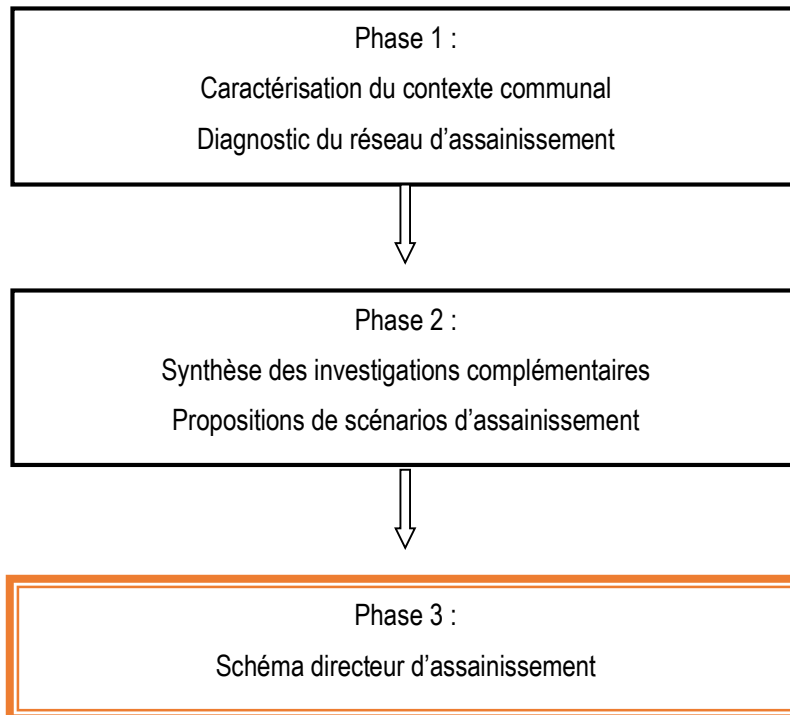 Phase 1 :
Caractérisation du contexte communal
Diagnostic du réseau d’assainissement
Phase 2 :
Synthèse des investigations complémentaires
Propositions de scénarios d’assainissement
Phase 3 :
Schéma directeur d’assainissement